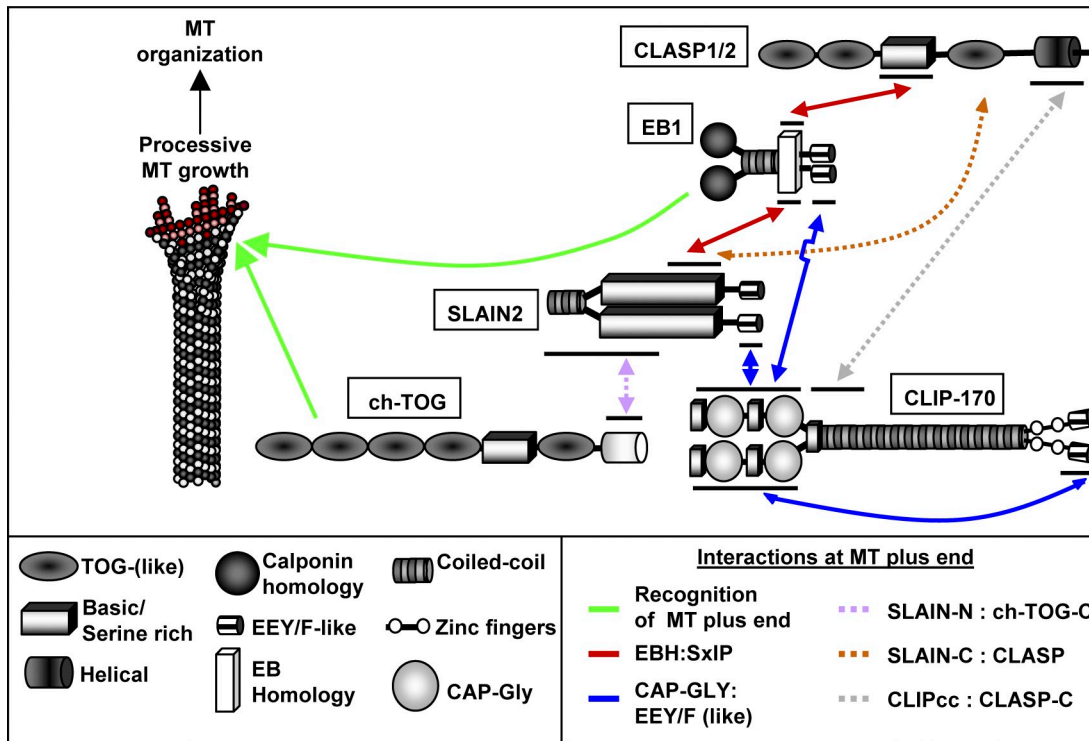 MT
organization
Processive
MT growth
CLASP1/2
EB1
SLAIN2
ch-TOG
CLIP-170
TOG-(like)
Calponin
homology
Coiled-coil
Basic/
Serine rich
EEY/F-like
Zinc fingers
Helical
EB
Homology
CAP-Gly
Interactions at MT plus end
Recognition
of MT plus end
EBH:SxIP
CAP-GLY:
EEY/F (like)
SLAIN-N : ch-TOG-C
SLAIN-C : CLASP
CLIPcc : CLASP-C